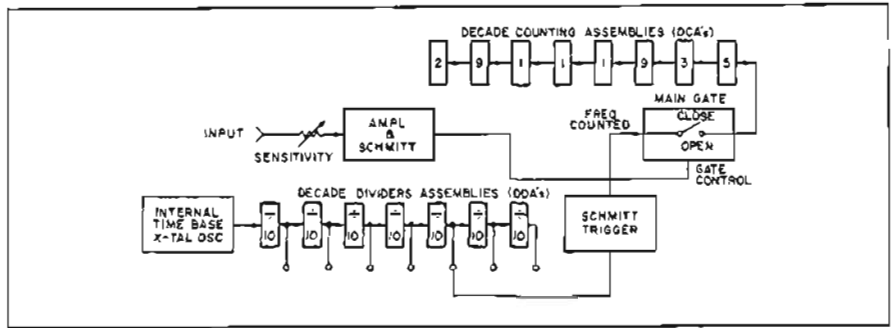 DECADE COUNTING ASSEMBLIES (DCA's)
2 9 1 1 1 9 3 5
MAIN GATE
FREQ
COUNTED
CLOSE
OPEN
GATE
CONTROL
INPUT
SENSITIVITY
AMPL
&
SCHMITT
DECADE DIVIDERS ASSEMBLIES (DDA's)
INTERNAL
TIME BASE
X-TAL OSC
÷ ÷ ÷ ÷ ÷ ÷ ÷
10 10 10 10 10 10 10
SCHMITT
TRIGGER